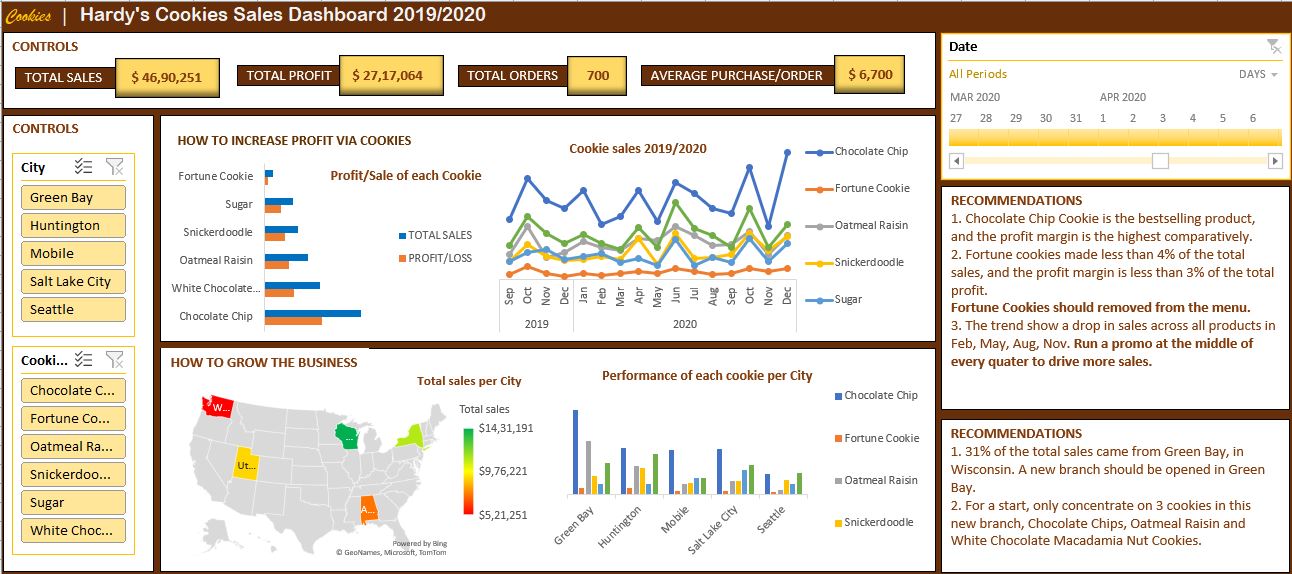 Cookies | Hardy's Cookies Sales Dashboard 2019/2020
CONTROLS
TOTAL SALES $ 46,90,251
TOTAL PROFIT $ 27,17,064
TOTAL ORDERS 700
AVERAGE PURCHASE/ORDER $ 6,700
Date
All Periods DAYS
MAR 2020 APR 2020
27 28 29 30 31 1 2 3 4 5 6
CONTROLS
City
Green Bay
Huntington
Mobile
Salt Lake City
Seattle
Cooki...
Chocolate C...
Fortune Co...
Oatmeal Ra...
Snickerdoo...
Sugar
White Choc...
HOW TO INCREASE PROFIT VIA COOKIES
Profit/Sale of each Cookie
Fortune Cookie
Sugar
Snickerdoodle
Oatmeal Raisin
White Chocolate...
Chocolate Chip
TOTAL SALES
PROFIT/LOSS
Cookie sales 2019/2020
Sep Oct Nov Dec Jan Feb Mar Apr May Jun Jul Aug Sep Oct Nov Dec
2019 2020
Chocolate Chip
Fortune Cookie
Oatmeal Raisin
Snickerdoodle
Sugar
RECOMMENDATIONS
1. Chocolate Chip Cookie is the bestselling product,
and the profit margin is the highest comparatively.
2. Fortune cookies made less than 4% of the total
sales, and the profit margin is less than 3% of the total
profit.
Fortune Cookies should removed from the menu.
3. The trend show a drop in sales across all products in
Feb, May, Aug, Nov. Run a promo at the middle of
every quater to drive more sales.
HOW TO GROW THE BUSINESS
Total sales per City
W...
...
Ut...
A...
Total sales
$14,31,191
$9,76,221
$5,21,251
Powered by Bing
© GeoNames, Microsoft, TomTom
Performance of each cookie per City
Green Bay
Huntington
Mobile
Salt Lake City
Seattle
Chocolate Chip
Fortune Cookie
Oatmeal Raisin
Snickerdoodle
RECOMMENDATIONS
1. 31% of the total sales came from Green Bay, in
Wisconsin. A new branch should be opened in Green
Bay.
2. For a start, only concentrate on 3 cookies in this
new branch, Chocolate Chips, Oatmeal Raisin and
White Chocolate Macadamia Nut Cookies.